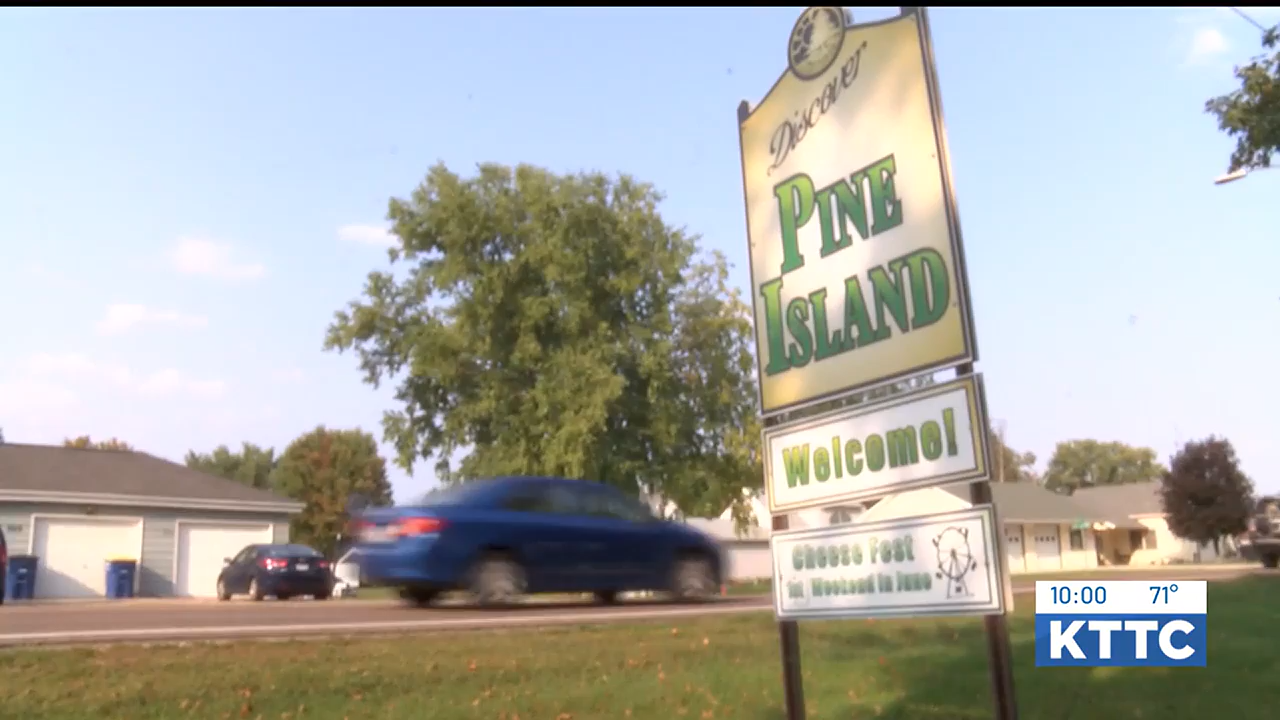 Discover
PINE
ISLAND
Welcome!
Cheese Fest
Weekend in June
10:00 71°
KTTC